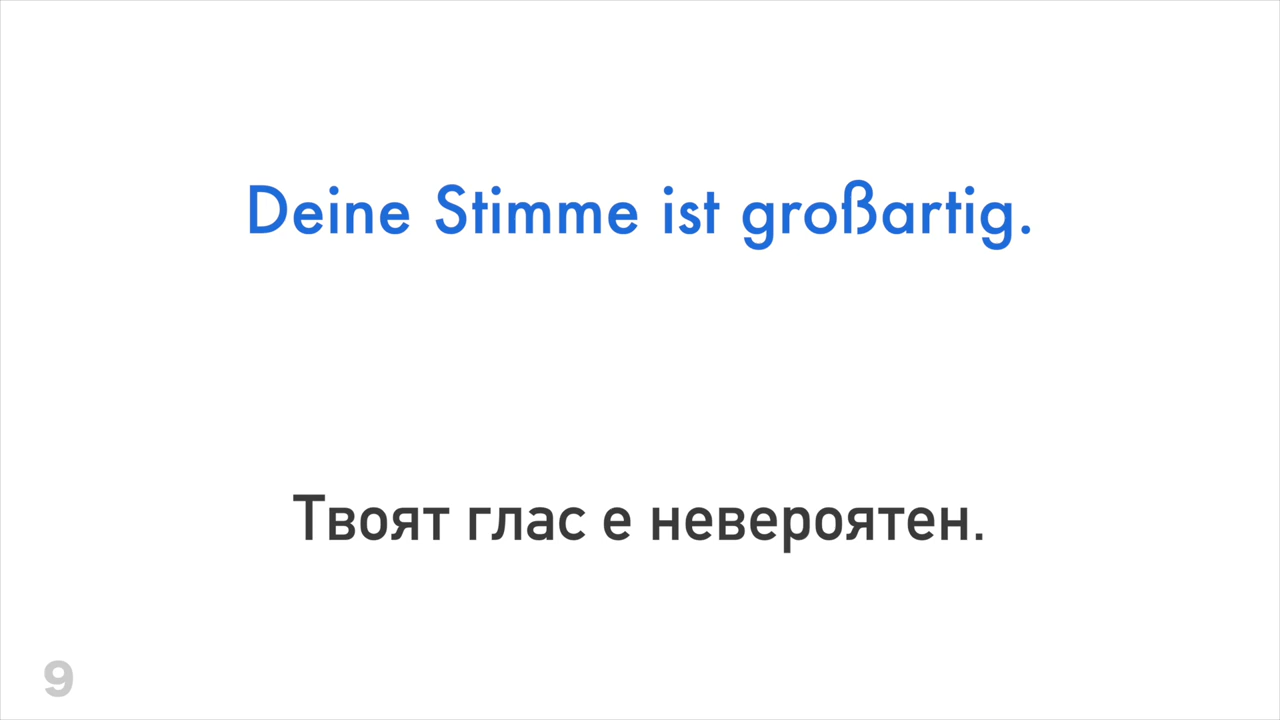 Deine Stimme ist großartig.
Твоят глас е невероятен.
9